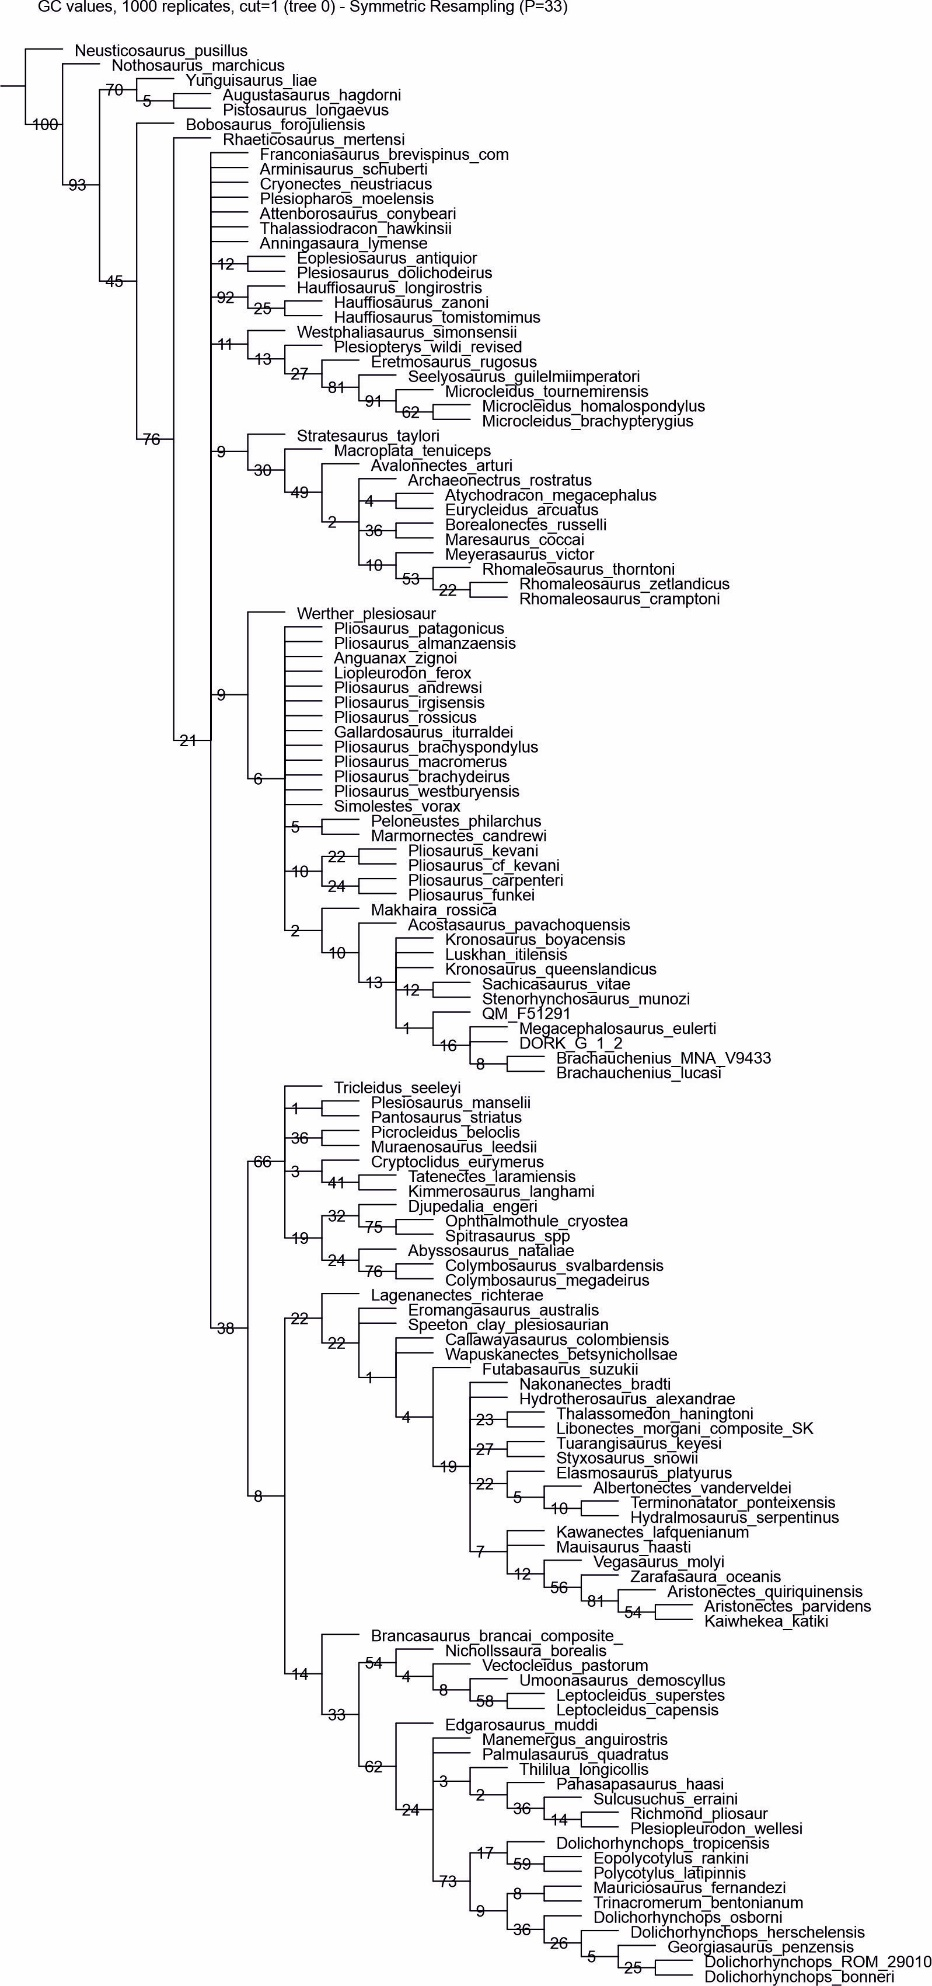 GC values, 1000 replicates, cut=1 (tree 0) - Symmetric Resampling (P=33)
Neusticosaurus_pusillus
Nothosaurus_marchicus
Yunguisaurus_liae
70
Augustasaurus_hagdorni
5
Pistosaurus_longaevus
100
Bobosaurus_forojuliensis
Rhaeticosaurus_mertensi
Franconiasaurus_brevispinus_com
Arminisaurus_schuberti
93
Cryonectes_neustriacus
Plesiopharos_moelensis
Attenborosaurus_conybeari
Thalassiodracon_hawkinsii
Anningasaura_lymense
Eoplesiosaurus_antiquior
12
Plesiosaurus_dolichodeirus
45
Hauffiosaurus_longirostris
92
Hauffiosaurus_zanoni
25
Hauffiosaurus_tomistomimus
Westphaliasaurus_simonsensii
11
Plesiopterys_wildi_revised
13
Eretmosaurus_rugosus
27
Seelyosaurus_guilelmiimperatori
81
Microcleidus_tournemirensis
91
Microcleidus_homalospondylus
62
Microcleidus_brachypterygius
Stratesaurus_taylori
76
Macroplata_tenuiceps
9
Avalonnectes_arturi
30
Archaeonectrus_rostratus
49
Atychodracon_megacephalus
4
Eurycleidus_arcuatus
2
Borealonectes_russelli
36
Maresaurus_coccai
Meyerasaurus_victor
10
Rhomaleosaurus_thorntoni
53
Rhomaleosaurus_zetlandicus
22
Rhomaleosaurus_cramptoni
Werther_plesiosaur
Pliosaurus_patagonicus
Pliosaurus_almanzaensis
Anguanax_zignoi
Liopleurodon_ferox
Pliosaurus_andrewsi
9
Pliosaurus_irgisensis
Pliosaurus_rossicus
Gallardosaurus_iturraldei
21
Pliosaurus_brachyspondylus
Pliosaurus_macromerus
Pliosaurus_brachydeirus
6
Pliosaurus_westburyensis
Simolestes_vorax
Peloneustes_philarchus
5
Marmornectes_candrewi
Pliosaurus_kevani
22
Pliosaurus_cf_kevani
10
Pliosaurus_carpenteri
24
Pliosaurus_funkei
Makhaira_rossica
Acostasaurus_pavachoquensis
2
Kronosaurus_boyacensis
10
Luskhan_itilensis
Kronosaurus_queenslandicus
13
Sachicasaurus_vitae
12
Stenorhynchosaurus_munozi
QM_F51291
1
Megacephalosaurus_eulerti
16
DORK_G_1_2
Brachauchenius_MNA_V9433
8
Brachauchenius_lucasi
Tricleidus_seeleyi
Plesiosaurus_manselii
1
Pantosaurus_striatus
Picrocleidus_beloclis
36
Muraenosaurus_leedsii
66
Cryptoclidus_eurymerus
3
Tatenectes_laramiensis
41
Kimmerosaurus_langhami
Djupedalia_engeri
32
Ophthalmothule_cryostea
75
Spitrasaurus_spp
19
Abyssosaurus_nataliae
24
Colymbosaurus_svalbardensis
76
Colymbosaurus_megadeirus
Lagenanectes_richterae
Eromangasaurus_australis
22
Speeton_clay_plesiosaurian
38
Callawayasaurus_colombiensis
22
Wapuskanectes_betsynichollsae
Futabasaurus_suzukii
1
Nakonanectes_bradti
Hydrotherosaurus_alexandrae
Thalassomedon_haningtoni
4
23
Libonectes_morgani_composite_SK
Tuarangisaurus_keyesi
27
Styxosaurus_snowii
19
Elasmosaurus_platyurus
22
Albertonectes_vanderveldei
8
5
Terminonatator_ponteixensis
10
Hydralmosaurus_serpentinus
Kawanectes_lafquenianum
Mauisaurus_haasti
7
Vegasaurus_molyi
12
Zarafasaura_oceanis
56
Aristonectes_quiriquinensis
81
Aristonectes_parvidens
54
Kaiwhekea_katiki
Brancasaurus_brancai_composite_
Nichollssaura_borealis
54
Vectocleidus_pastorum
14
4
Umoonasaurus_demoscyllus
8
Leptocleidus_superstes
58
Leptocleidus_capensis
33
Edgarosaurus_muddi
Manemergus_anguirostris
Palmulasaurus_quadratus
62
Thililua_longicollis
3
Pahasapasaurus_haasi
2
Sulcusuchus_erraini
36
24
Richmond_pliosaur
14
Plesiopleurodon_wellesi
Dolichorhynchops_tropicensis
17
Eopolycotylus_rankini
59
Polycotylus_latipinnis
73
Mauriciosaurus_fernandezi
8
Trinacromerum_bentonianum
9
Dolichorhynchops_osborni
36
Dolichorhynchops_herschelensis
26
Georgiasaurus_penzensis
5
Dolichorhynchops_ROM_29010
25
Dolichorhynchops_bonneri